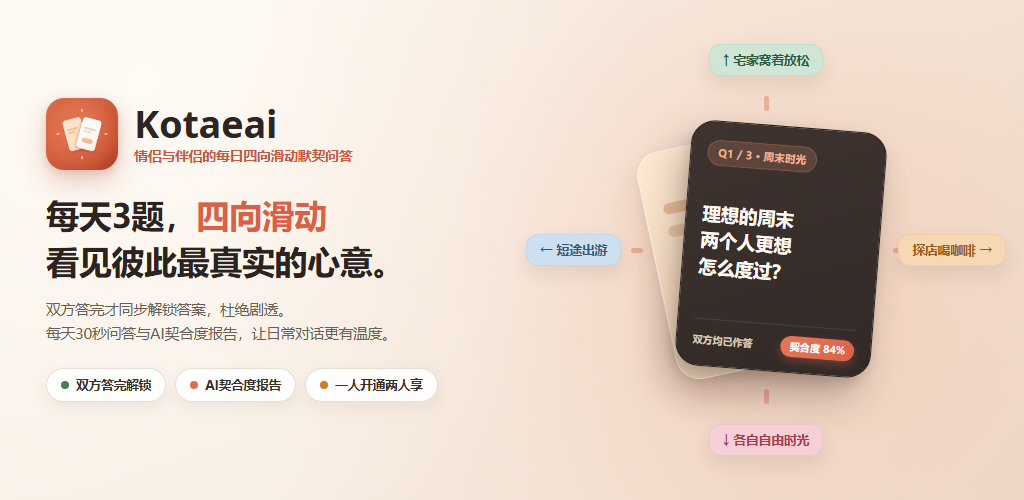 Kotaeai
情侣与伴侣的每日四向滑动默契问答
每天3题，四向滑动
看见彼此最真实的心意。
双方答完才同步解锁答案，杜绝剧透。
每天30秒问答与AI契合度报告，让日常对话更有温度。
双方答完解锁
AI契合度报告
一人开通两人享
↑ 宅家窝着放松
← 短途出游
Q1 / 3 · 周末时光
理想的周末
两个人更想
怎么度过？
双方均已作答
契合度 84%
探店喝咖啡 →
↓ 各自自由时光